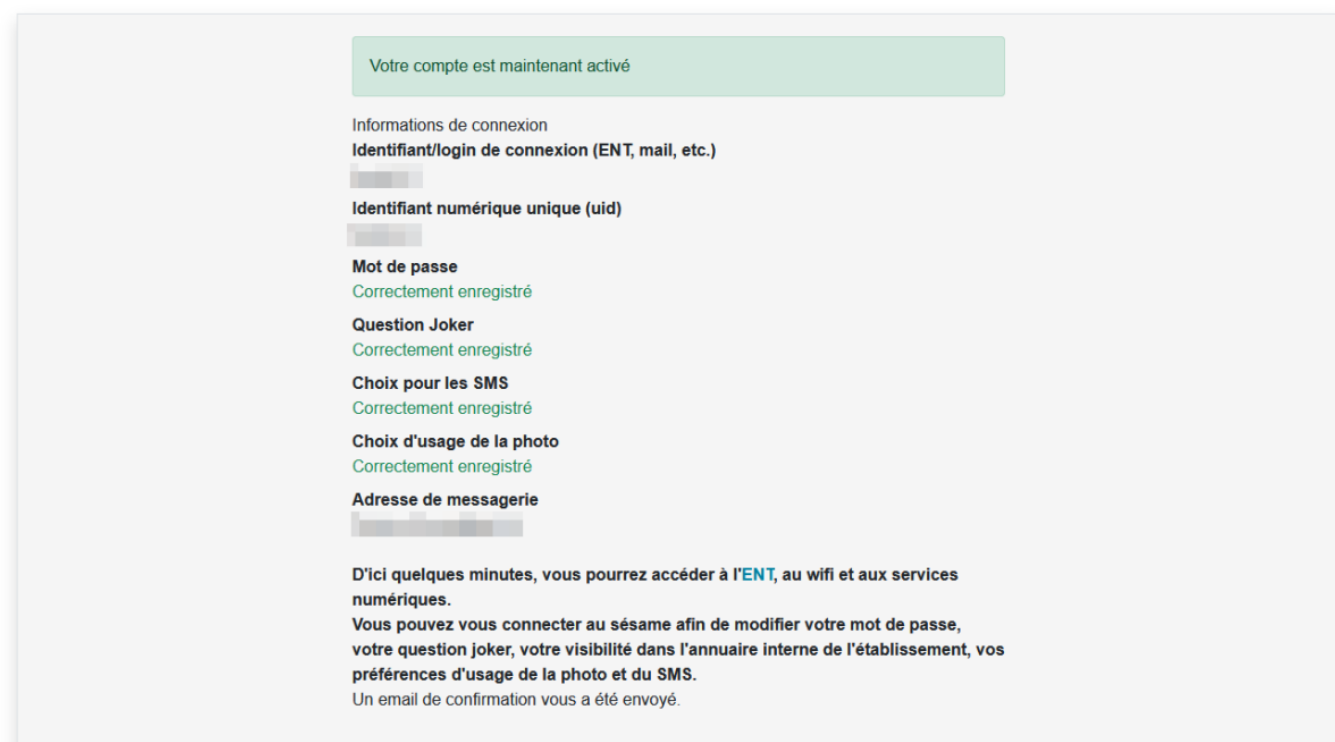 Votre compte est maintenant activé
Informations de connexion
Identifiant/login de connexion (ENT, mail, etc.)
Identifiant numérique unique (uid)
Mot de passe
Correctement enregistré
Question Joker
Correctement enregistré
Choix pour les SMS
Correctement enregistré
Choix d'usage de la photo
Correctement enregistré
Adresse de messagerie
D'ici quelques minutes, vous pourrez accéder à l'ENT, au wifi et aux services
numériques.
Vous pouvez vous connecter au sésame afin de modifier votre mot de passe,
votre question joker, votre visibilité dans l'annuaire interne de l'établissement, vos
préférences d'usage de la photo et du SMS.
Un email de confirmation vous a été envoyé.